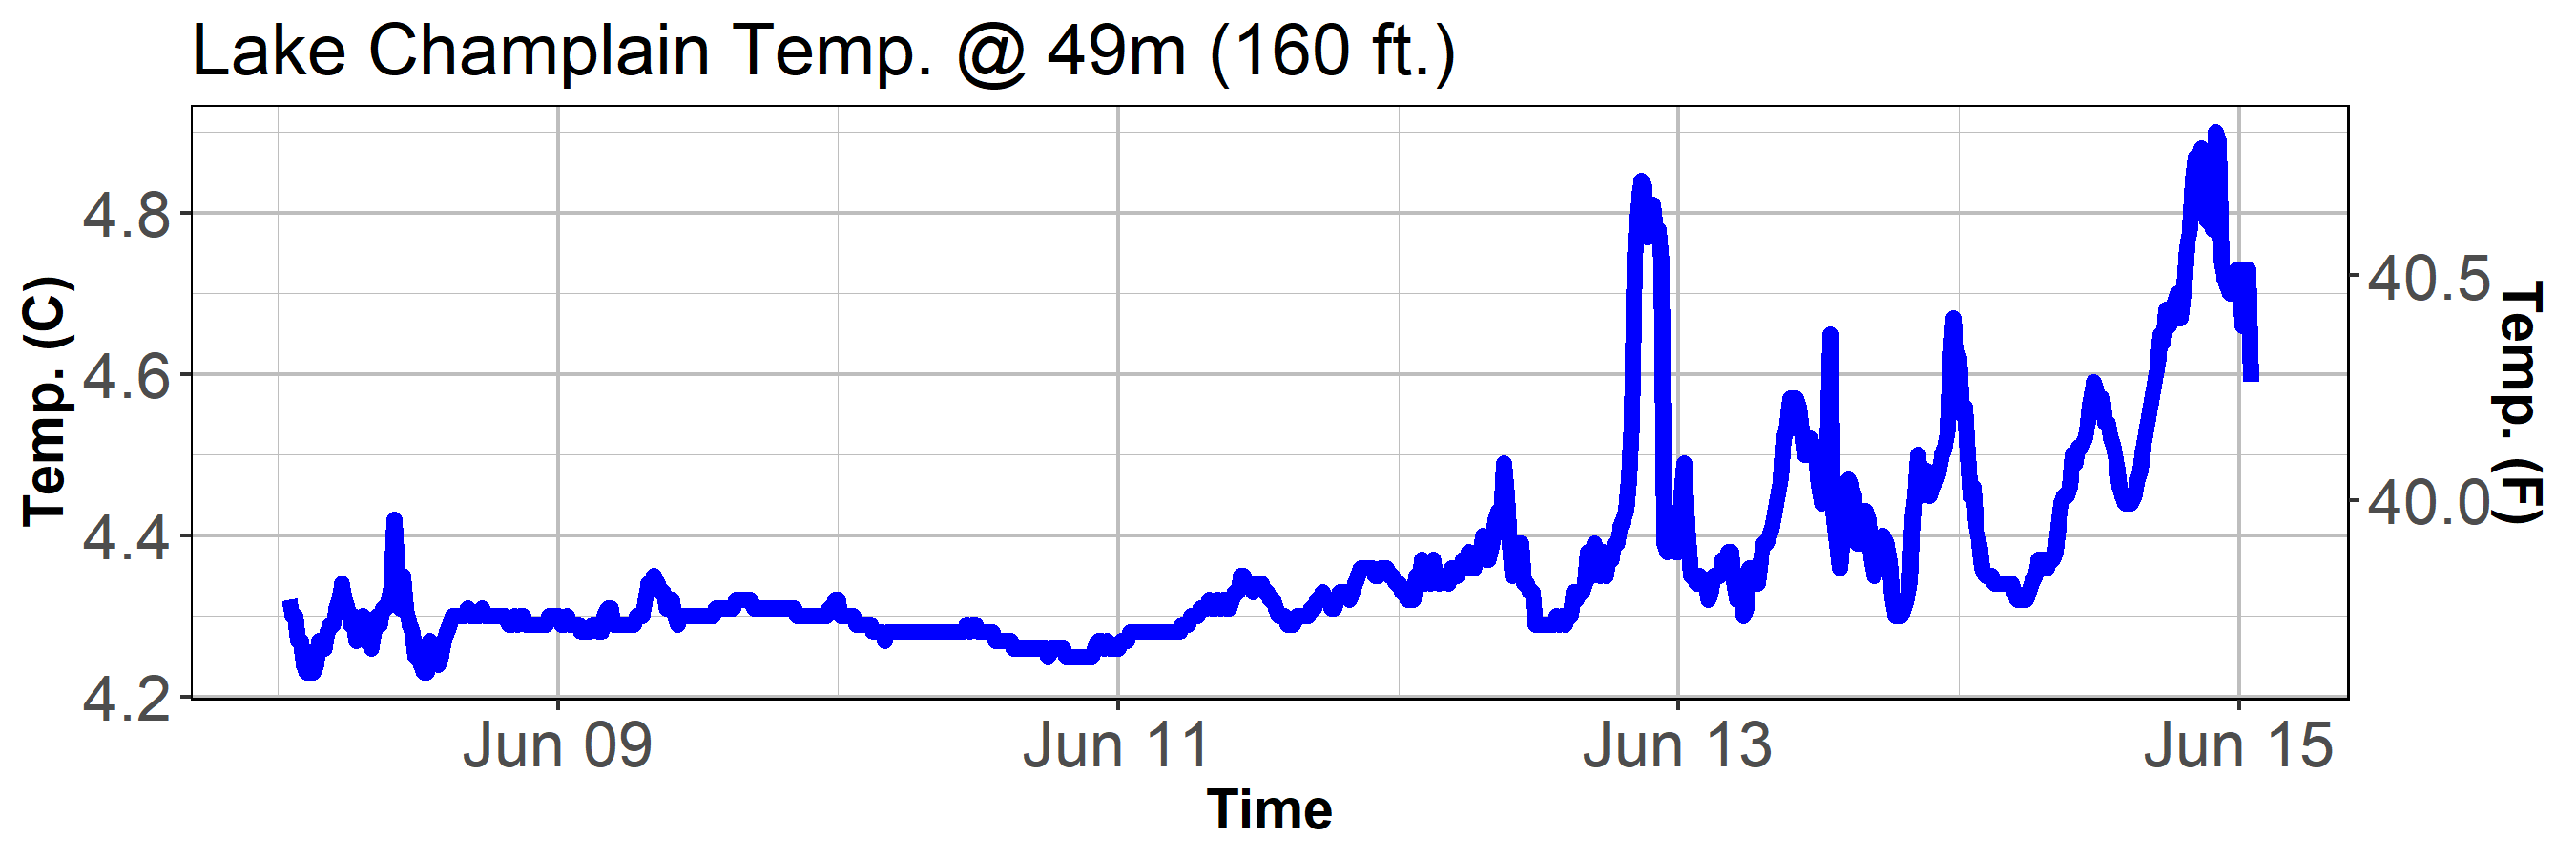 Lake Champlain Temp. @ 49m (160 ft.)
Temp. (C)
4.8
4.6
4.4
4.2
40.5
40.0
Temp. (F)
Jun 09
Jun 11
Jun 13
Jun 15
Time